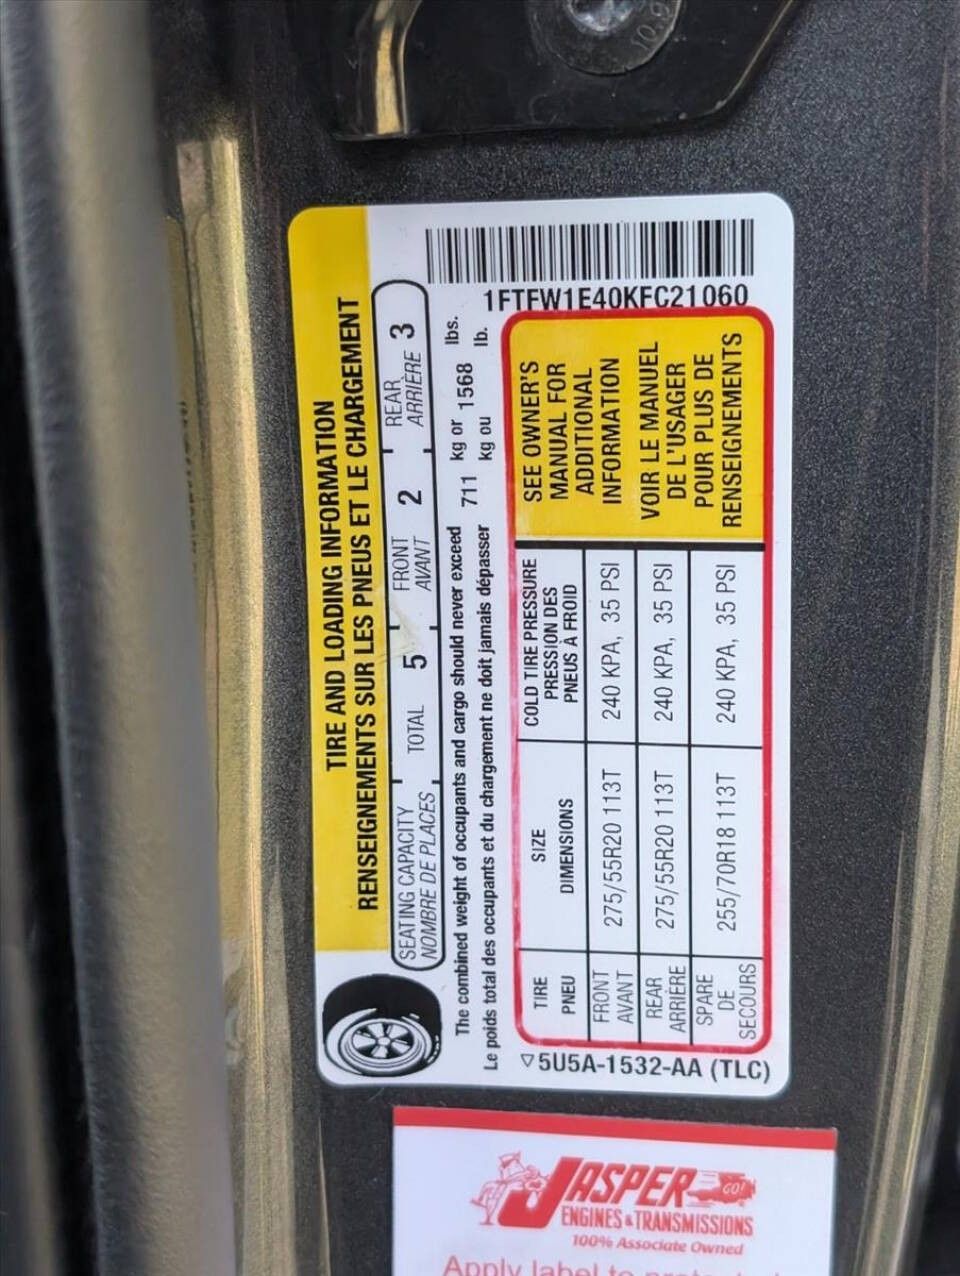 TIRE AND LOADING INFORMATION
RENSEIGNEMENTS SUR LES PNEUS ET LE CHARGEMENT
SEATING CAPACITY
NOMBRE DE PLACES
TOTAL 5
FRONT
AVANT 2
REAR
ARRIÈRE 3
The combined weight of occupants and cargo should never exceed 711 kg or 1568 lbs.
Le poids total des occupants et du chargement ne doit jamais dépasser kg ou lb.
1FTFW1E40KFC21060
TIRE
PNEU
SIZE
DIMENSIONS
COLD TIRE PRESSURE
PRESSION DES
PNEUS À FROID
FRONT
AVANT
275/55R20 113T
240 KPA, 35 PSI
REAR
ARRIÈRE
275/55R20 113T
240 KPA, 35 PSI
SPARE
DE
SECOURS
255/70R18 113T
240 KPA, 35 PSI
SEE OWNER'S
MANUAL FOR
ADDITIONAL
INFORMATION
VOIR LE MANUEL
DE L'USAGER
POUR PLUS DE
RENSEIGNEMENTS
5U5A-1532-AA (TLC)
JASPER
GO!
ENGINES & TRANSMISSIONS
100% Associate Owned
Apply label to